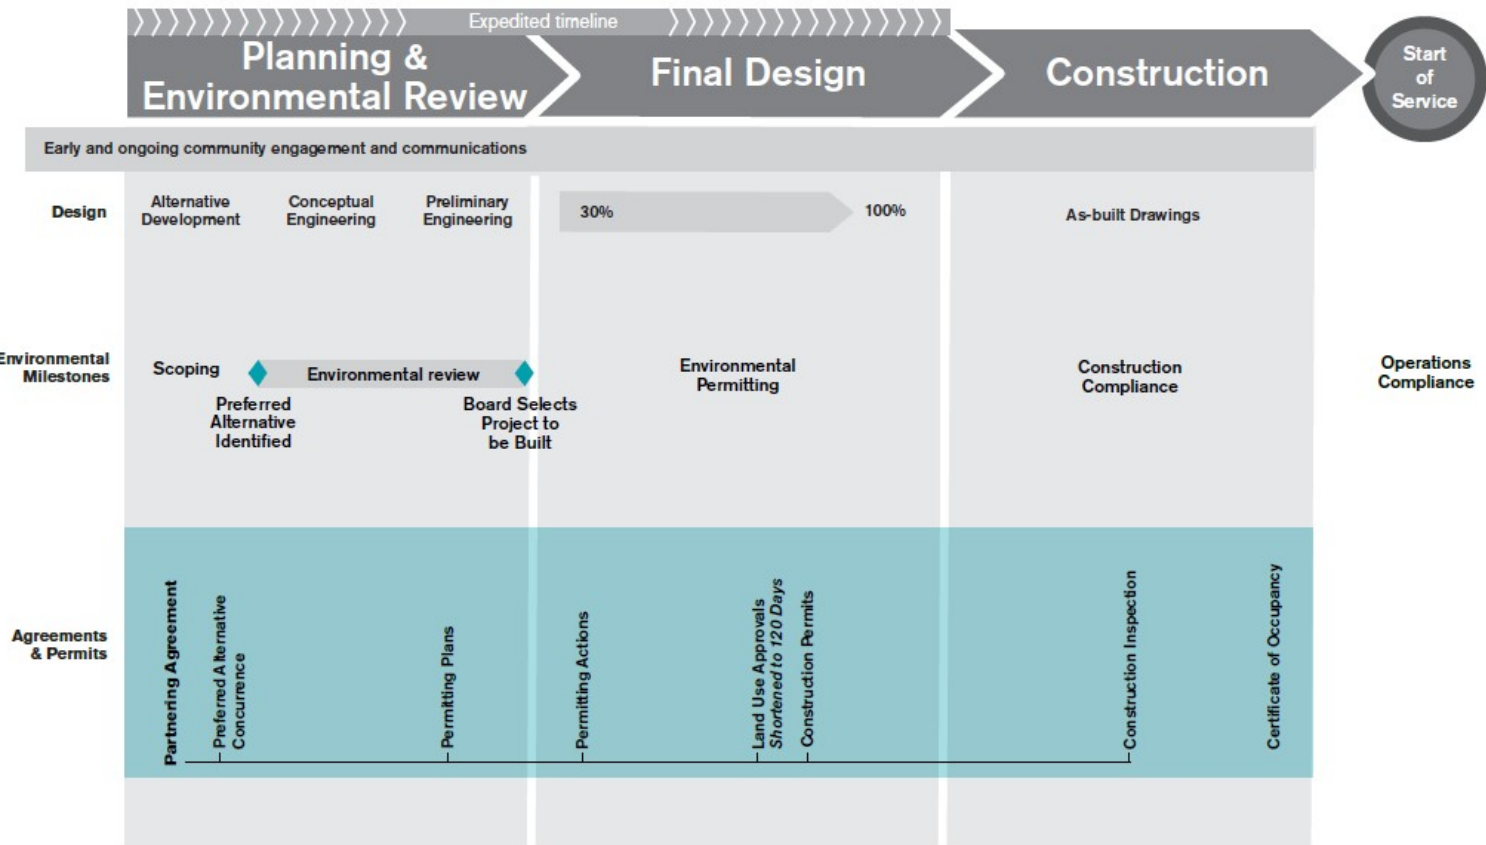 Expedited timeline
Planning &
Environmental Review
Final Design
Construction
Start
of
Service
Early and ongoing community engagement and communications
Design
Alternative
Development
Conceptual
Engineering
Preliminary
Engineering
30%
100%
As-built Drawings
Environmental
Milestones
Scoping
Environmental review
Preferred
Alternative
Identified
Board Selects
Project to
be Built
Environmental
Permitting
Construction
Compliance
Operations
Compliance
Agreements
& Permits
Partnering Agreement
Preferred Alternative
Concurrence
Permitting Plans
Permitting Actions
Land Use Approvals
Shortened to 120 Days
Construction Permits
Construction Inspection
Certificate of Occupancy